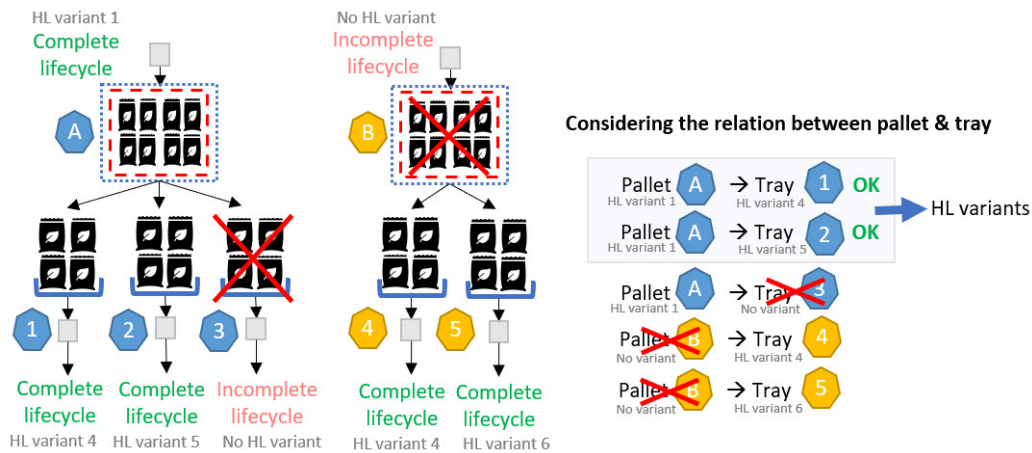 HL variant 1
Complete
lifecycle
A
1
2
3
Complete
lifecycle
HL variant 4
Complete
lifecycle
HL variant 5
Incomplete
lifecycle
No HL variant
No HL variant
Incomplete
lifecycle
B
4
5
Complete
lifecycle
HL variant 4
Complete
lifecycle
HL variant 6
Considering the relation between pallet & tray
Pallet A → Tray 1 OK
HL variant 1 HL variant 4
Pallet A → Tray 2 OK
HL variant 1 HL variant 5
HL variants
Pallet A → Tray 3
HL variant 1 No variant
Pallet B → Tray 4
No variant HL variant 4
Pallet B → Tray 5
No variant HL variant 6